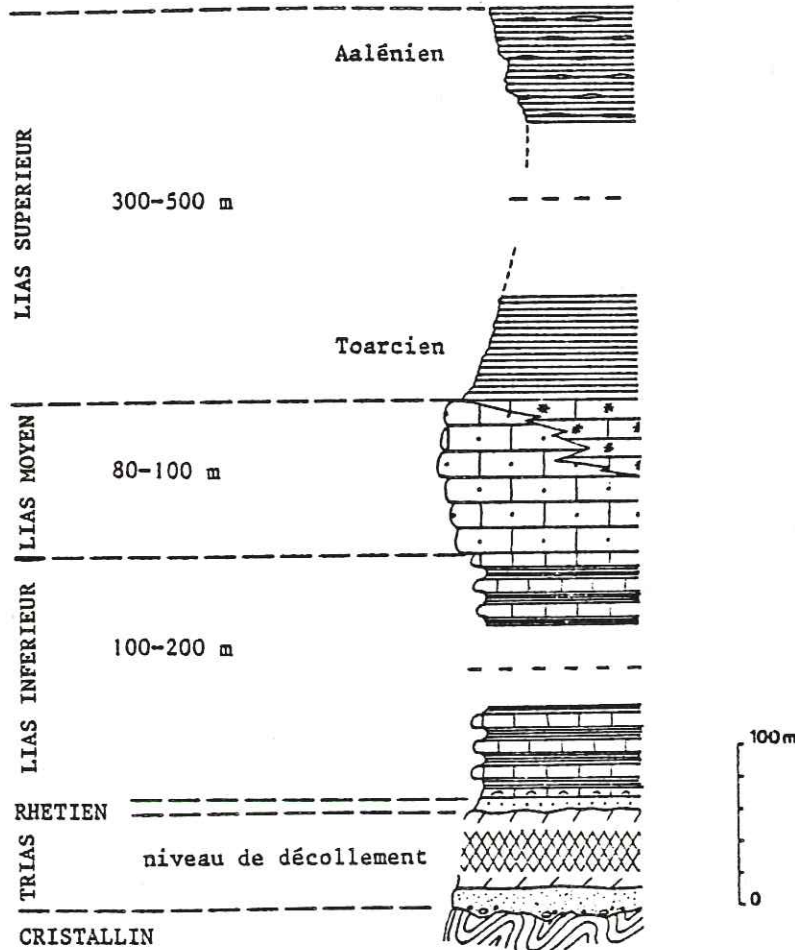 Aalénien
LIAS SUPERIEUR
300-500 m
Toarcien
LIAS MOYEN
80-100 m
LIAS INFERIEUR
100-200 m
100m
RHETIEN
TRIAS
niveau de décollement
0
CRISTALLIN